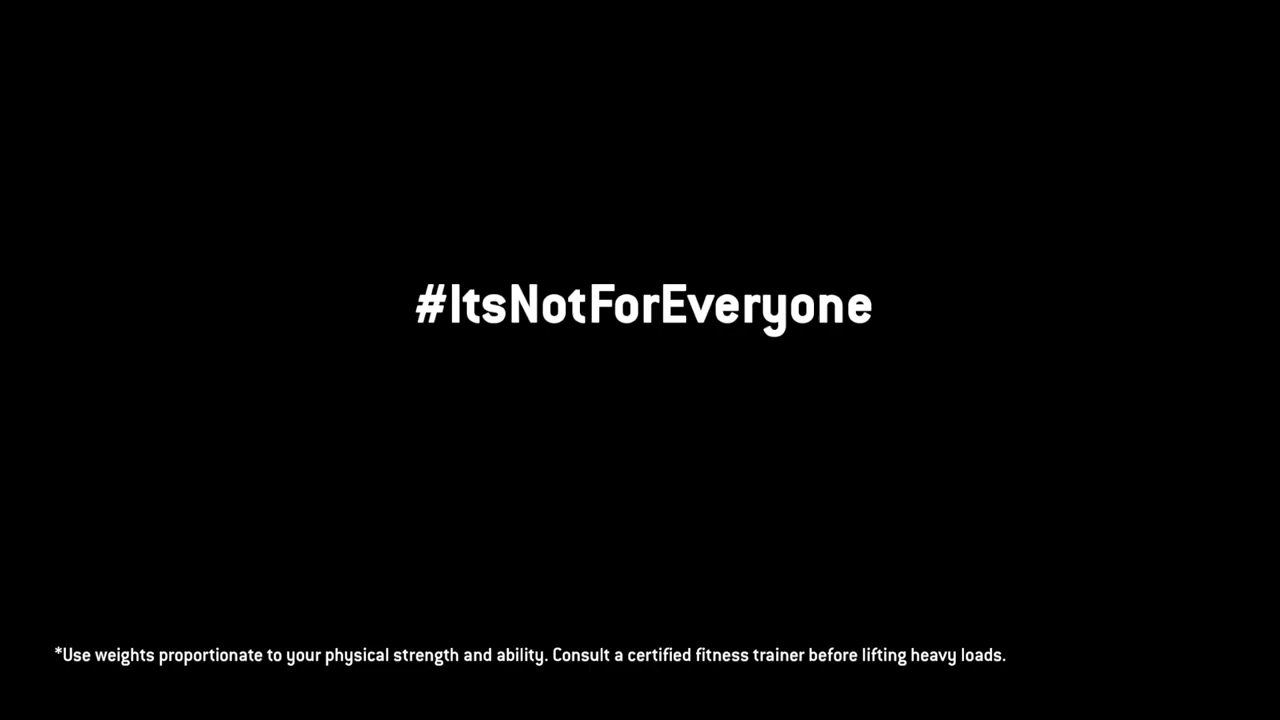 #ItsNotForEveryone
*Use weights proportionate to your physical strength and ability. Consult a certified fitness trainer before lifting heavy loads.